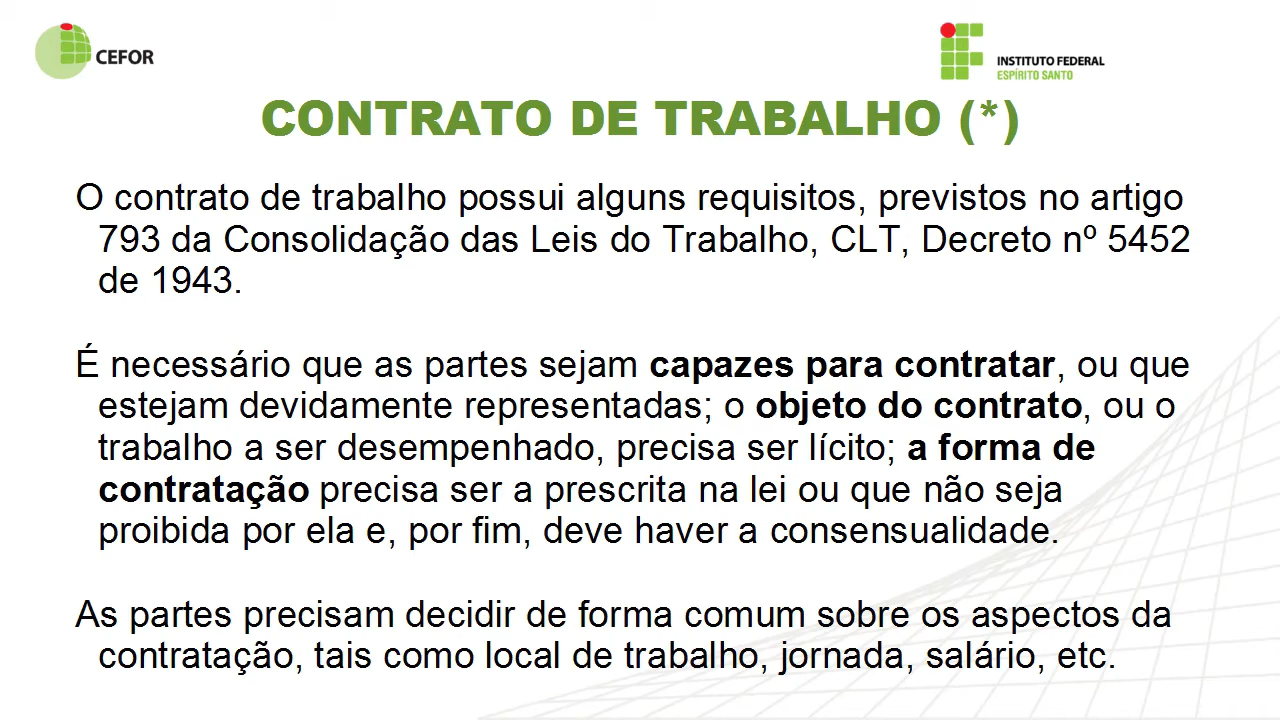 CEFOR
INSTITUTO FEDERAL
ESPÍRITO SANTO
CONTRATO DE TRABALHO (*)
O contrato de trabalho possui alguns requisitos, previstos no artigo
793 da Consolidação das Leis do Trabalho, CLT, Decreto nº 5452
de 1943.
É necessário que as partes sejam capazes para contratar, ou que
estejam devidamente representadas; o objeto do contrato, ou o
trabalho a ser desempenhado, precisa ser lícito; a forma de
contratação precisa ser a prescrita na lei ou que não seja
proibida por ela e, por fim, deve haver a consensualidade.
As partes precisam decidir de forma comum sobre os aspectos da
contratação, tais como local de trabalho, jornada, salário, etc.